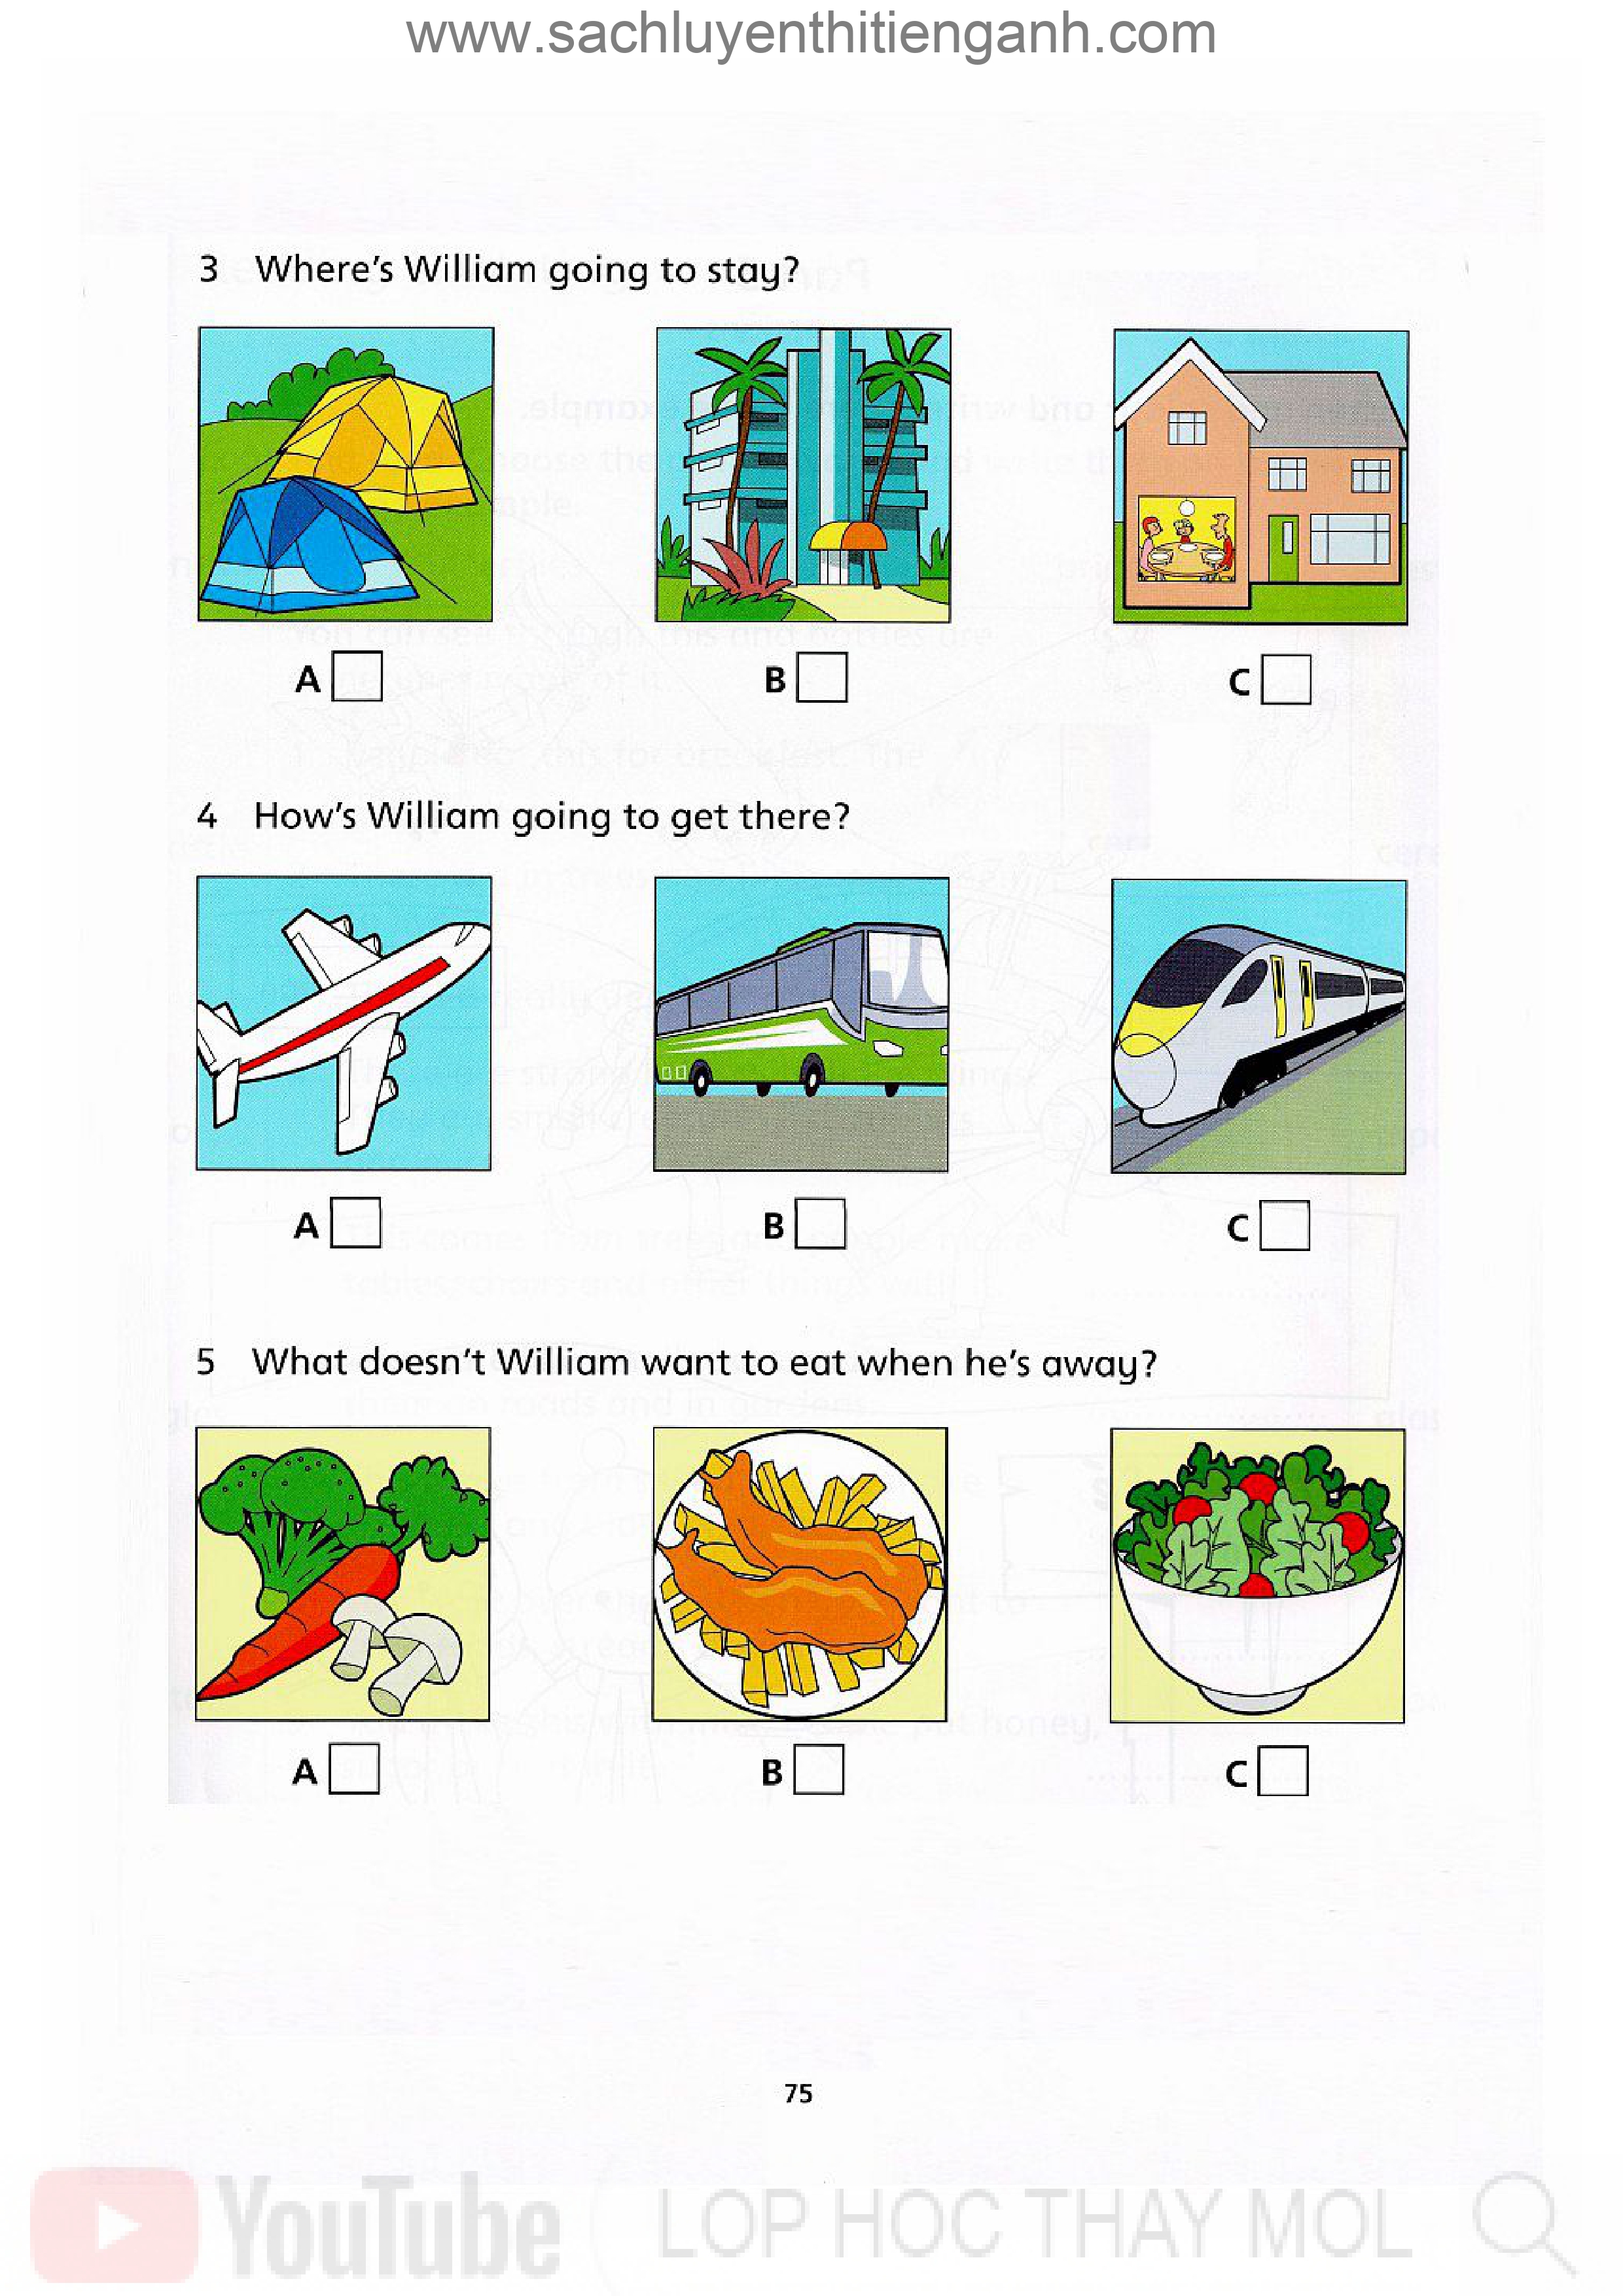 www.sachluyenthitienganh.com
3 Where's William going to stay?
A B C
4 How's William going to get there?
A B C
5 What doesn't William want to eat when he's away?
A B C
75
YouTube LOP HOC THAY MOL